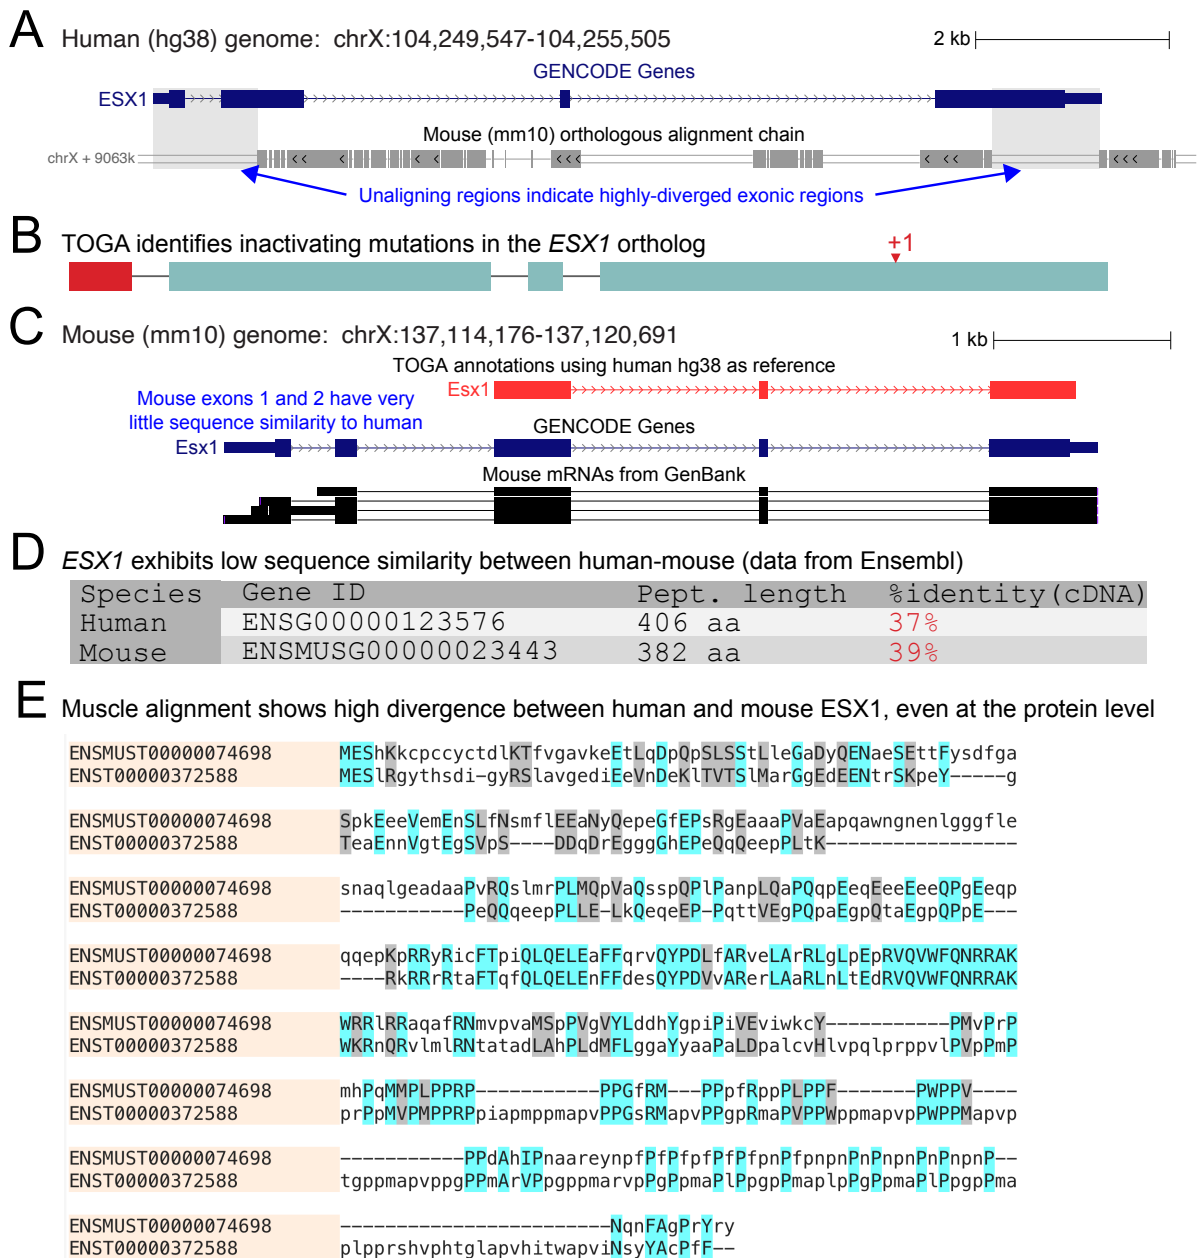 A Human (hg38) genome: chrX:104,249,547-104,255,505
2 kb
GENCODE Genes
ESX1
Mouse (mm10) orthologous alignment chain
chrX + 9063k
Unaligning regions indicate highly-diverged exonic regions
B TOGA identifies inactivating mutations in the ESX1 ortholog
+1
C Mouse (mm10) genome: chrX:137,114,176-137,120,691
1 kb
TOGA annotations using human hg38 as reference
Esx1
Mouse exons 1 and 2 have very
little sequence similarity to human
GENCODE Genes
Esx1
Mouse mRNAs from GenBank
D ESX1 exhibits low sequence similarity between human-mouse (data from Ensembl)
Species Gene ID Pept. length %identity(cDNA)
Human ENSG00000123576 406 aa 37%
Mouse ENSMUSG00000023443 382 aa 39%
E Muscle alignment shows high divergence between human and mouse ESX1, even at the protein level
ENSMUST00000074698 MEShKkcpccyctdlKTfvgavkeEtLqDpQpSLSStLleGaDyQENaeSEttFysdfga
ENST00000372588 MESlRgythsdi-gyRSlavgediEeVnDeKlTVTSlMarGgEdEENtrSKpeY-----g
ENSMUST00000074698 SpkEeeVemEnSLfNsmflEEaNyQepeGfEPsRgEaaaPVaEapqawngnenlgggfle
ENST00000372588 TeaEnnVgtEgSVpS----DDqDrEgggGhEPeQqQeepPLtK-----------------
ENSMUST00000074698 snaqlgeadaaPvRQslmrPLMQpVaQsspQPlPanpLQaPQqpEeqEeeEeeQPgEeqp
ENST00000372588 -----------PeQQqeepPLLE-LkQeqeEP-PqttVEgPQpaEgpQtaEgpQPpE---
ENSMUST00000074698 qqepKpRRyRicFTpiQLQELEaFFqrvQYPDLfARveLArRLgLpEpRVQVWFQNRRAK
ENST00000372588 ----RkRRrRtaFTqfQLQELEnFFdesQYPDVvARerLAaRLnLtEdRVQVWFQNRRAK
ENSMUST00000074698 WRRlRRaqafRNmvpvaMSpPVgVYLddhYgpiPiVEviwkcY-----------PMvPrP
ENST00000372588 WKRnQRvlmlRNtatadLAhPLdMFLggaYyaaPaLDpalcvHlvpqlprppvlPVpPmP
ENSMUST00000074698 mhPqMMPLPPRP-----------PPGfRM---PPpfRppPLPPF-------PWPPV----
ENST00000372588 prPpMVPMPPRPpiapmppmapvPPGsRMapvPPgpRmaPVPPWppmapvpPWPPMapvp
ENSMUST00000074698 -----------PPdAhIPnaareynpfPfPfpfPfPfpnPfpnpnPnPnpnPnPnpnP--
ENST00000372588 tgppmapvppgPPmArVPpgppmarvpPgPpmaPlPpgpPmaplpPgPpmaPlPpgpPma
ENSMUST00000074698 ------------------------NqnFAgPrYry
ENST00000372588 plpprshvphtglapvhitwapviNsyYAcPfF--